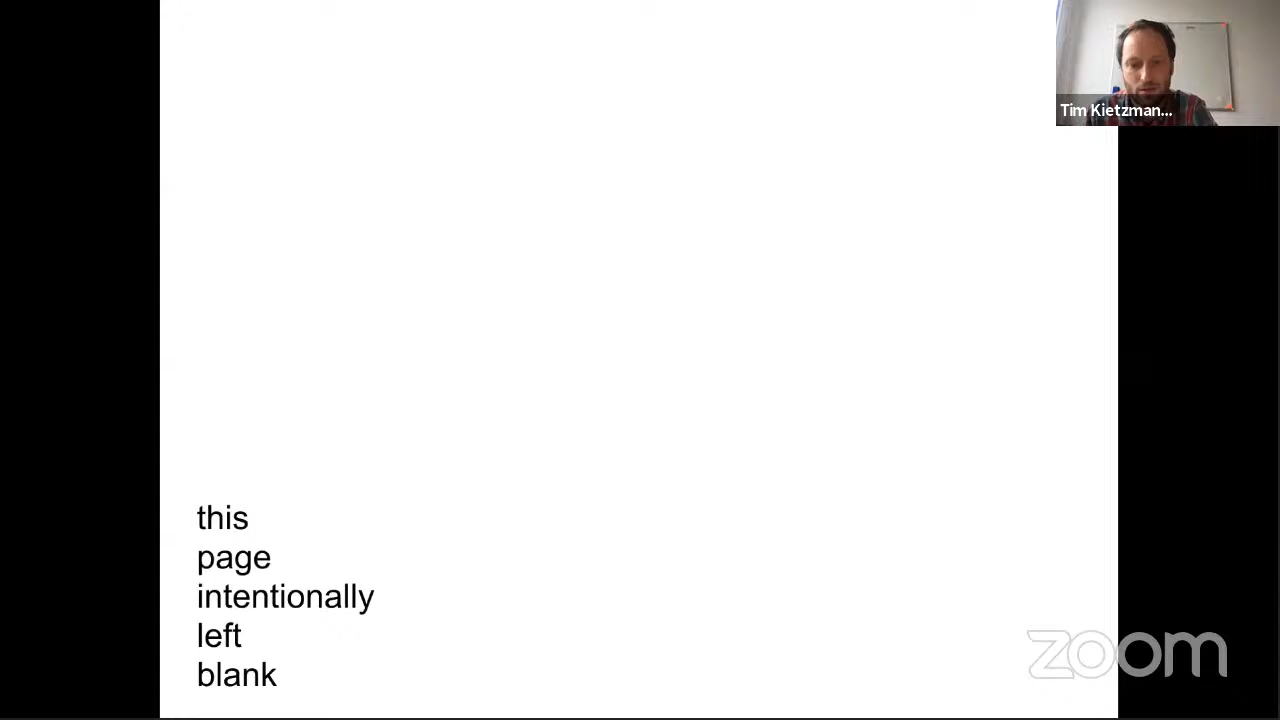 Tim Kietzman...
this
page
intentionally
left
blank
zoom